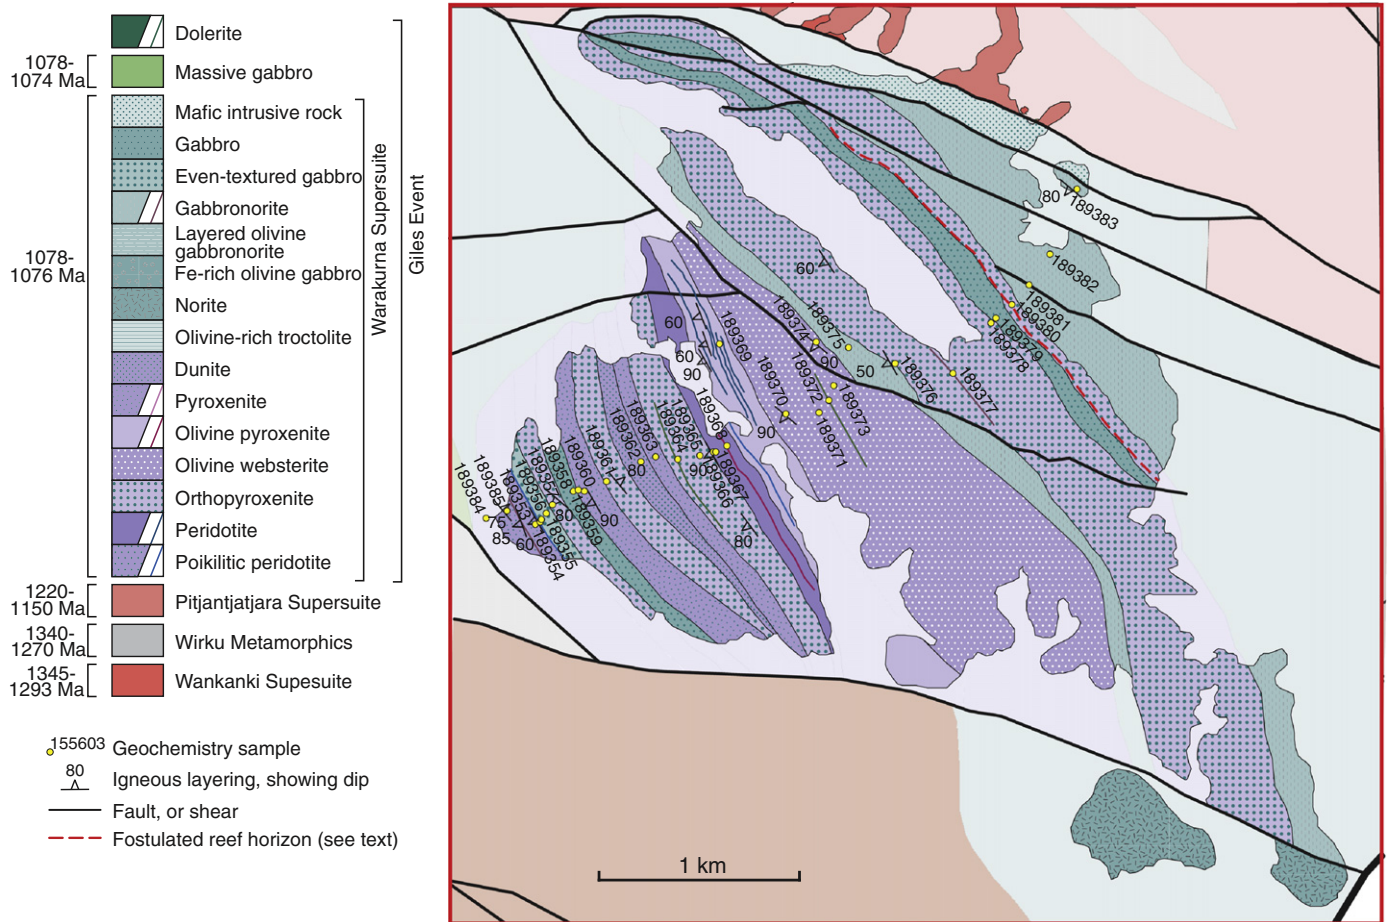 Dolerite
1078-
1074 Ma
Massive gabbro
Mafic intrusive rock
Gabbro
Even-textured gabbro
Gabbronorite
Layered olivine
gabbronorite
1078-
1076 Ma
Fe-rich olivine gabbro
Norite
Olivine-rich troctolite
Dunite
Pyroxenite
Olivine pyroxenite
Olivine websterite
Orthopyroxenite
Peridotite
Poikilitic peridotite
Warakurna Supersuite
Giles Event
1220-
1150 Ma
Pitjantjatjara Supersuite
1340-
1270 Ma
Wirku Metamorphics
1345-
1293 Ma
Wankanki Supesuite
155603
Geochemistry sample
80
Igneous layering, showing dip
Fault, or shear
Fostulated reef horizon (see text)
80
189383
189382
189381
189380
189379
189378
60
189374
189375
90
50
189376
189377
60
60
90
189369
189370
189372
189373
189371
90
189368
189365
189364
189363
189362
80
90
189367
189366
80
189361
189360
189358
189357
189356
189353
189385
189384
75
85
60
80
90
189359
189355
189354
1 km